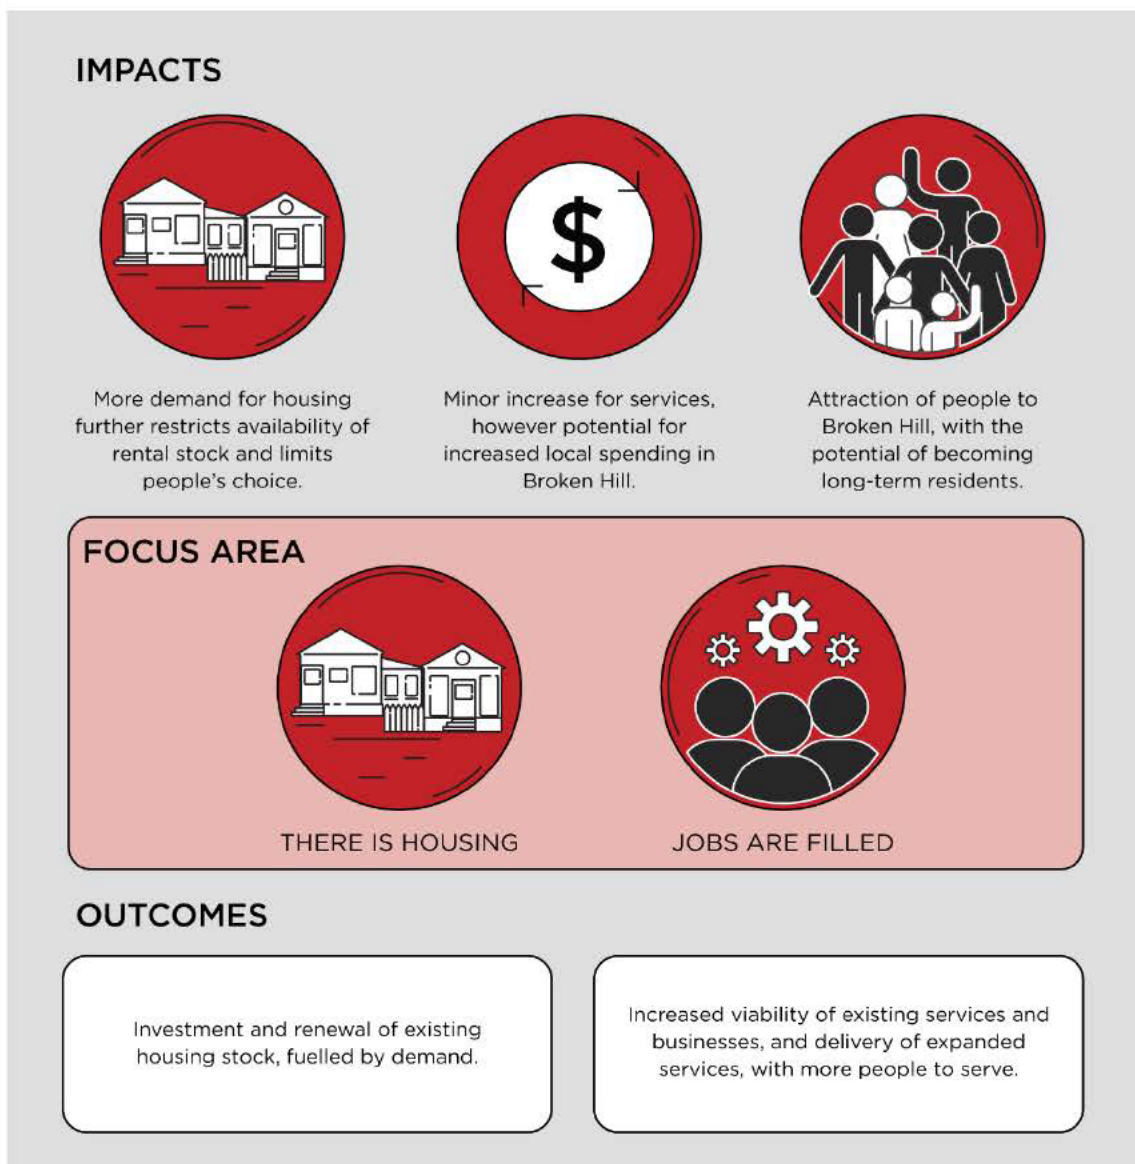 IMPACTS
$
More demand for housing
further restricts availability of
rental stock and limits
people's choice.
Minor increase for services,
however potential for
increased local spending in
Broken Hill.
Attraction of people to
Broken Hill, with the
potential of becoming
long-term residents.
FOCUS AREA
THERE IS HOUSING
JOBS ARE FILLED
OUTCOMES
Investment and renewal of existing
housing stock, fuelled by demand.
Increased viability of existing services and
businesses, and delivery of expanded
services, with more people to serve.